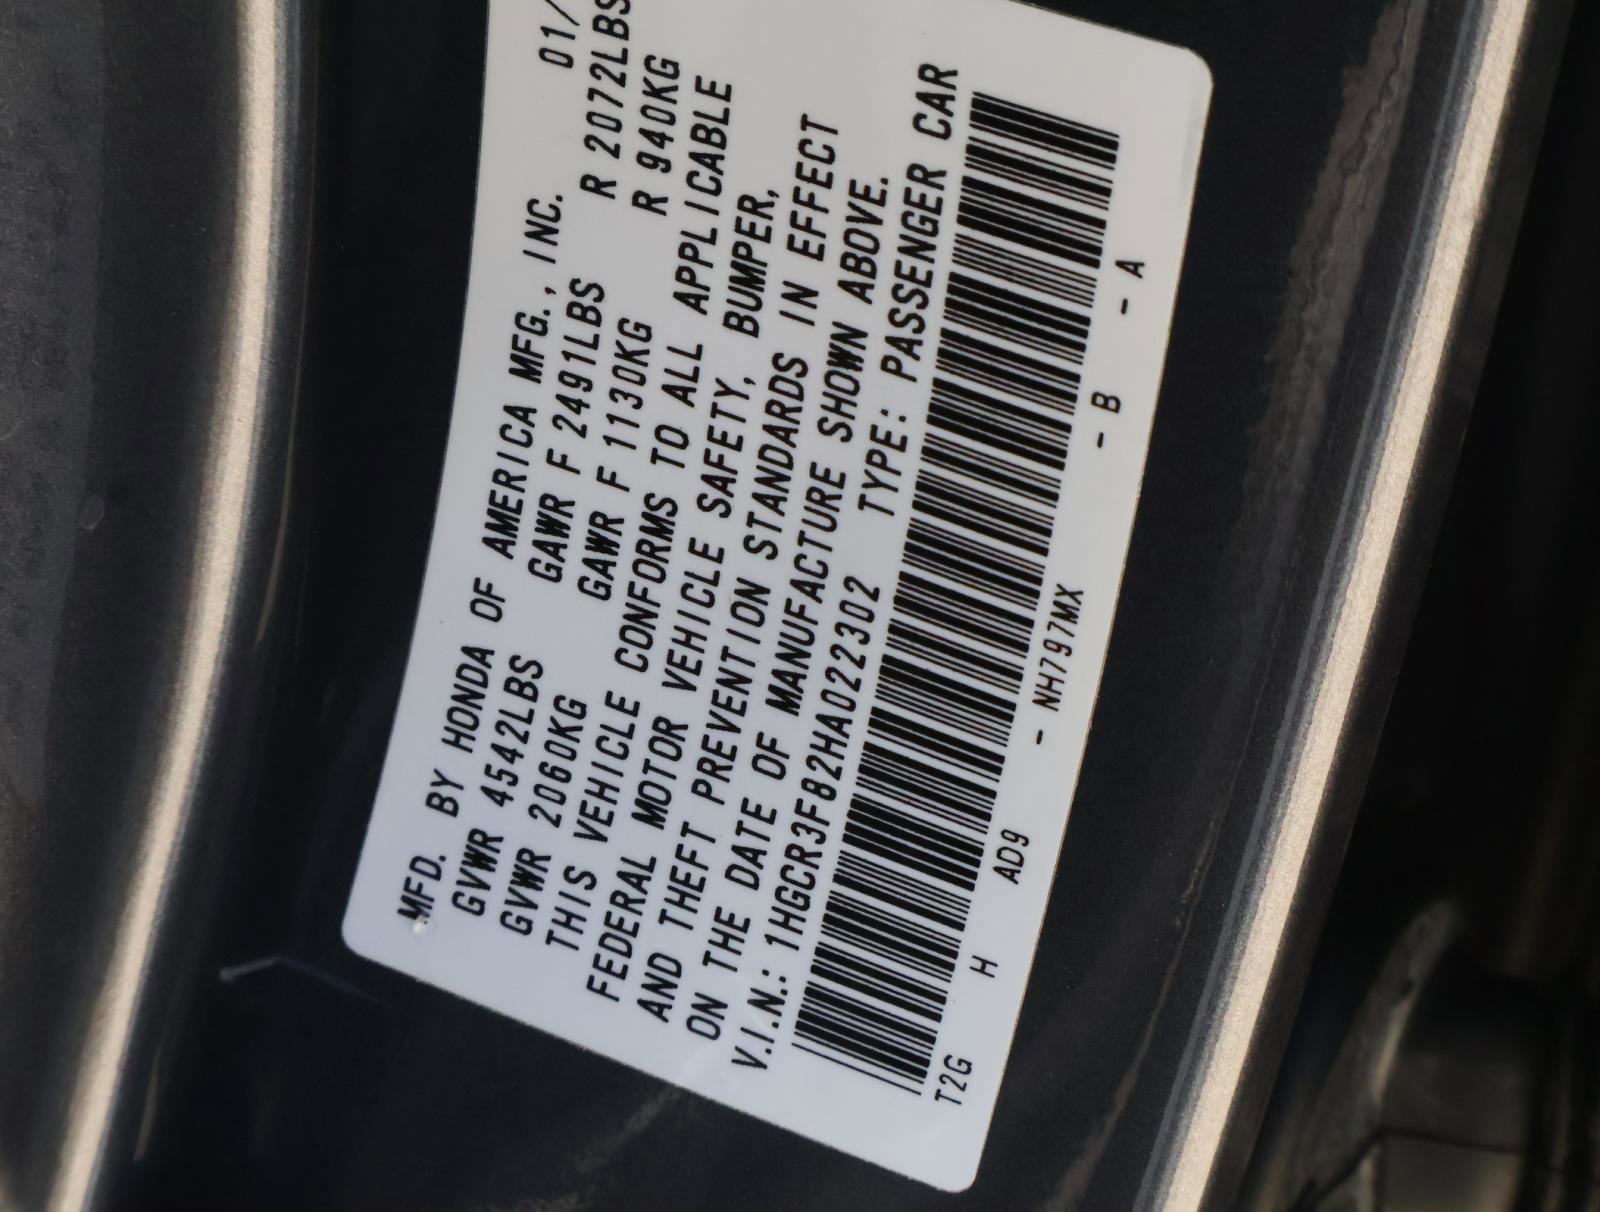 MFD. BY HONDA OF AMERICA MFG., INC. 01/
GVWR 4542LBS GAWR F 2491LBS R 2072LBS
GVWR 2060KG GAWR F 1130KG R 940KG
THIS VEHICLE CONFORMS TO ALL APPLICABLE
FEDERAL MOTOR VEHICLE SAFETY, BUMPER,
AND THEFT PREVENTION STANDARDS IN EFFECT
ON THE DATE OF MANUFACTURE SHOWN ABOVE.
V.I.N.: 1HGCR3F82HA022302 TYPE: PASSENGER CAR
T2G H AD9 - NH797MX - B - A